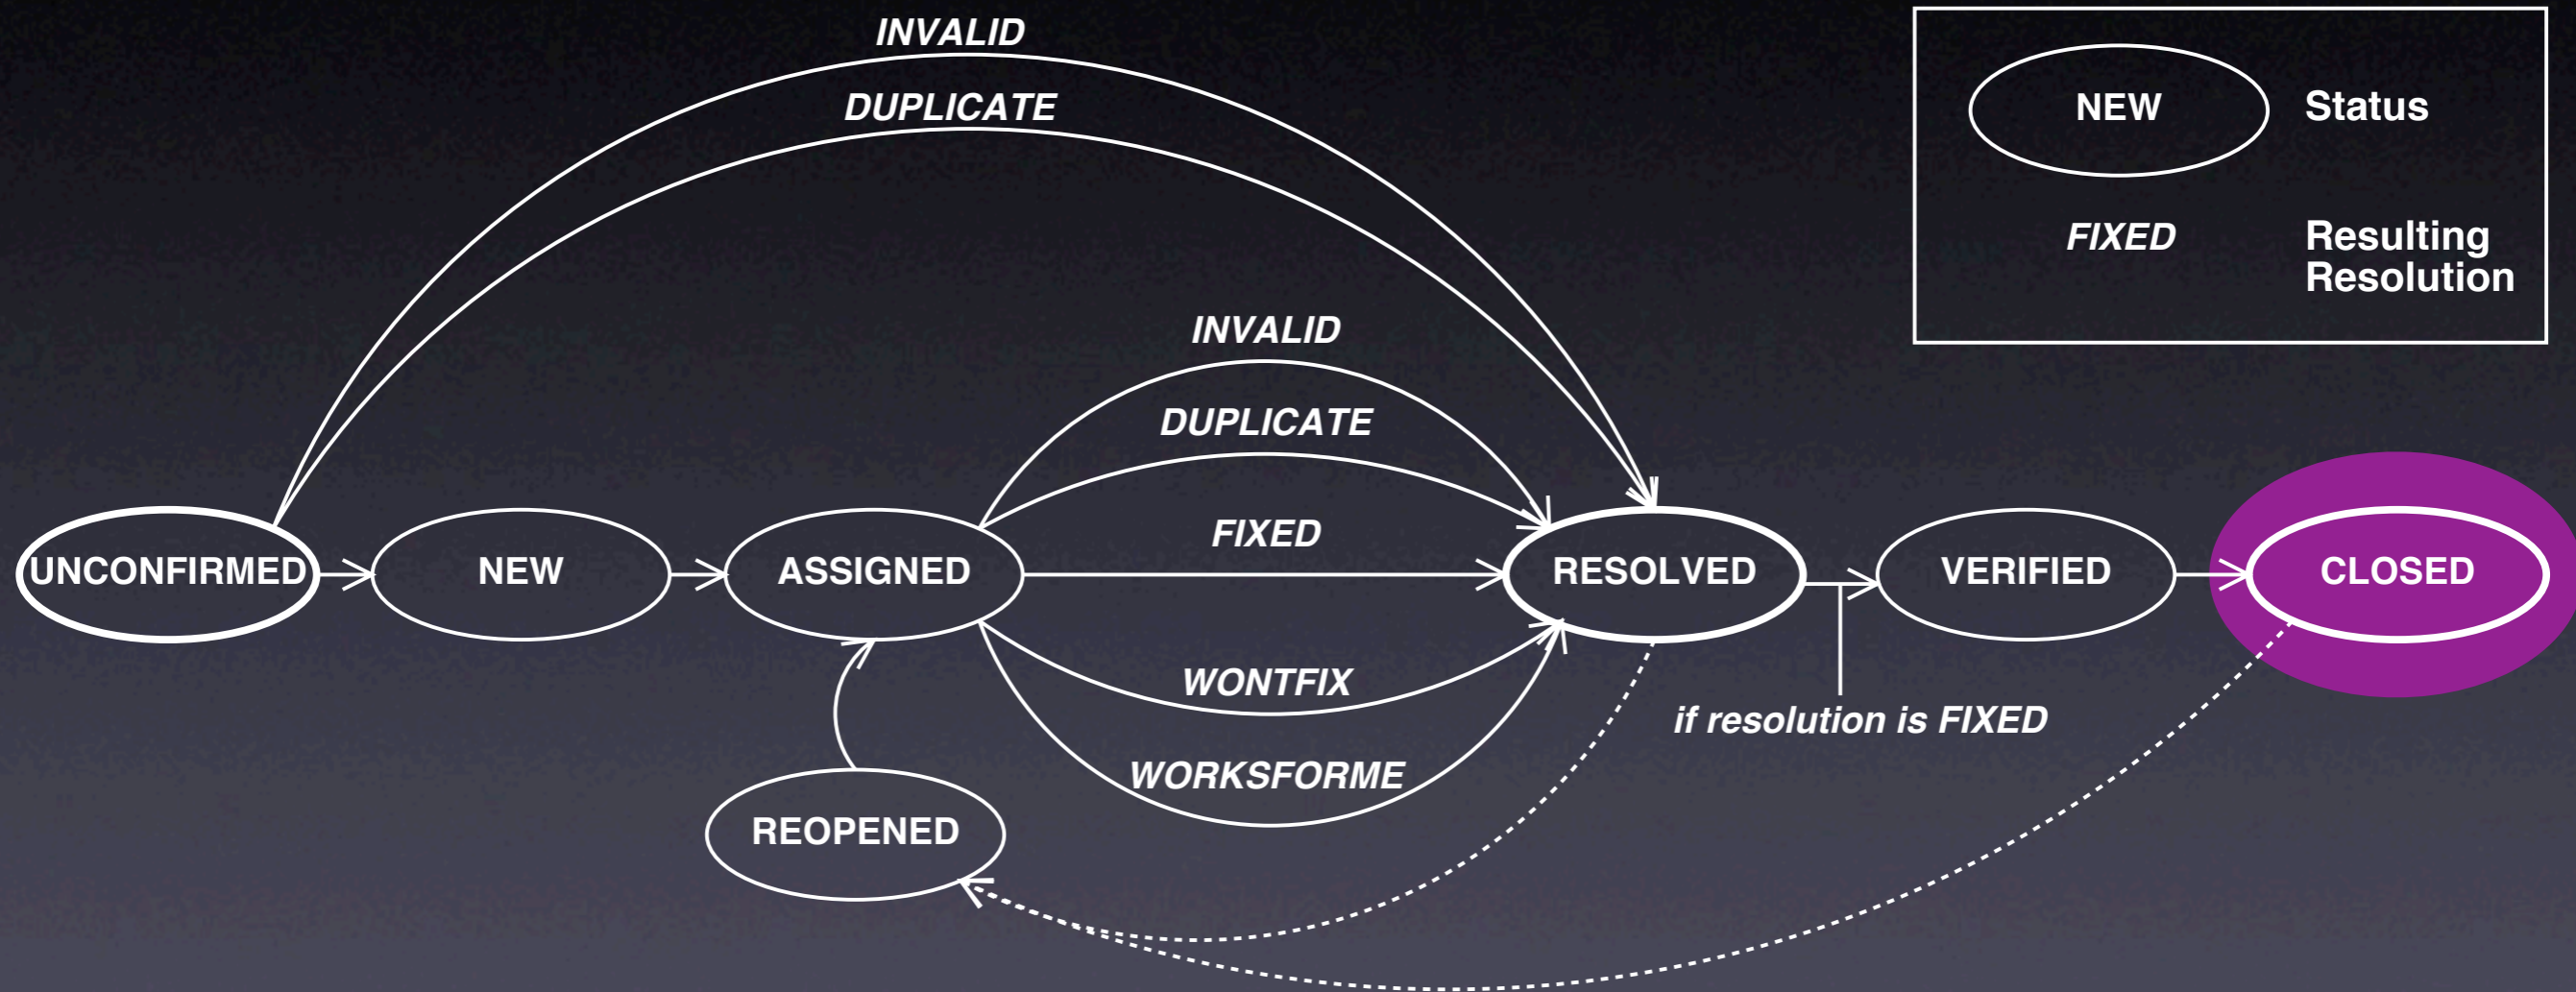 INVALID
DUPLICATE
NEW
Status
FIXED
Resulting
Resolution
INVALID
DUPLICATE
FIXED
UNCONFIRMED
NEW
ASSIGNED
RESOLVED
VERIFIED
CLOSED
WONTFIX
if resolution is FIXED
WORKSFORME
REOPENED